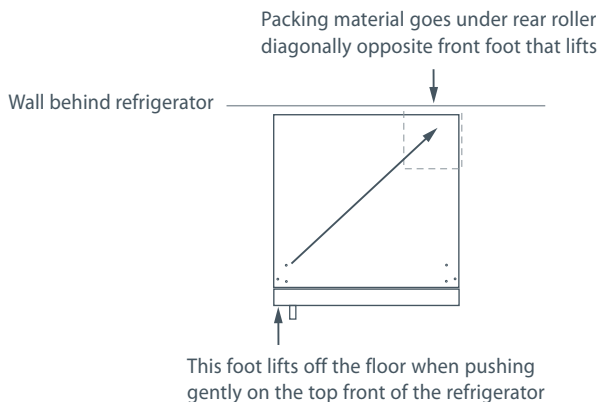 Packing material goes under rear roller
diagonally opposite front foot that lifts
Wall behind refrigerator
This foot lifts off the floor when pushing
gently on the top front of the refrigerator